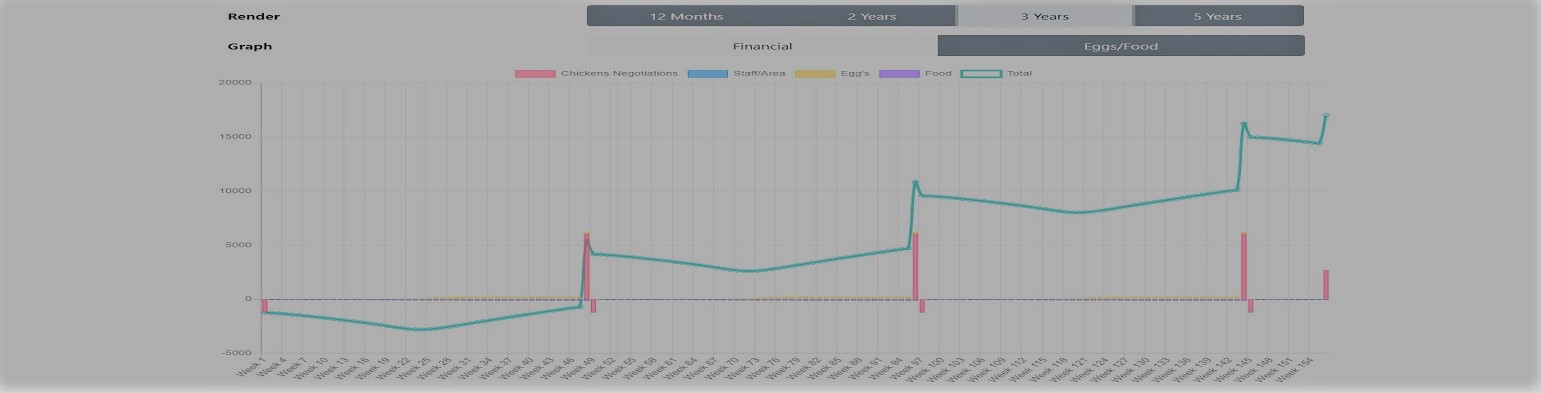 Render 12 Months 2 Years 3 Years 5 Years
Graph Financial Eggs/Food
Chickens Negotiations Staff/Area Egg's Food Total
20000
15000
10000
5000
0
-5000
Week 1 Week 4 Week 7 Week 10 Week 13 Week 16 Week 19 Week 22 Week 25 Week 28 Week 31 Week 34 Week 37 Week 40 Week 43 Week 46 Week 49 Week 52 Week 55 Week 58 Week 61 Week 64 Week 67 Week 70 Week 73 Week 76 Week 79 Week 82 Week 85 Week 88 Week 91 Week 94 Week 97 Week 100 Week 103 Week 106 Week 109 Week 112 Week 115 Week 118 Week 121 Week 124 Week 127 Week 130 Week 133 Week 136 Week 139 Week 142 Week 145 Week 148 Week 151 Week 154